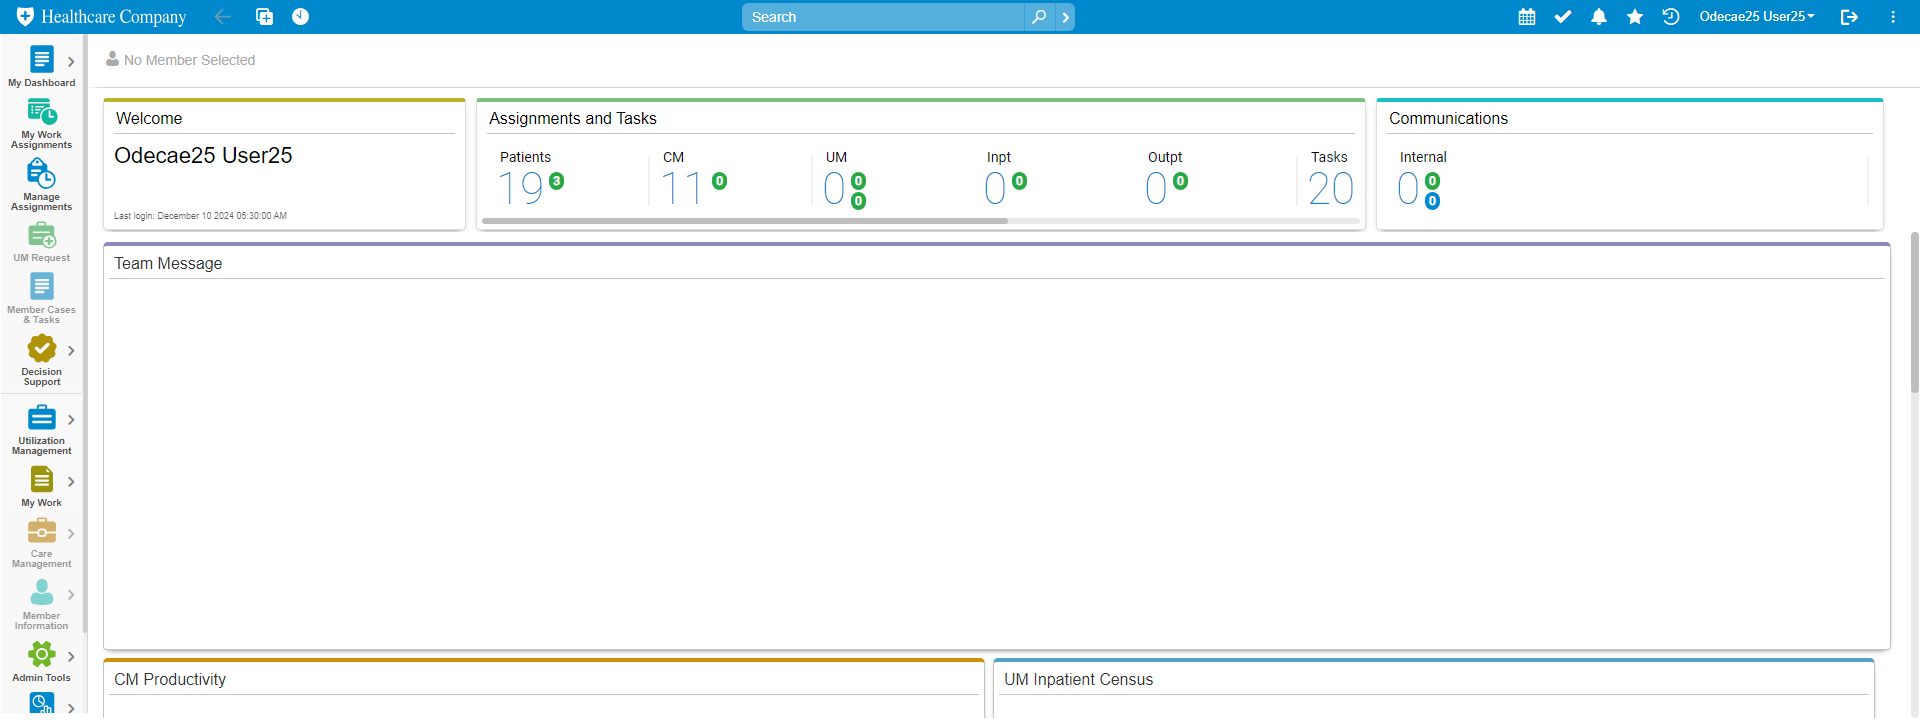 Healthcare Company
Search
Odecae25 User25
No Member Selected
My Dashboard
My Work
Assignments
Manage
Assignments
UM Request
Member Cases
& Tasks
Decision
Support
Utilization
Management
My Work
Care
Management
Member
Information
Admin Tools
Welcome
Odecae25 User25
Last login: December 10 2024 05:30:00 AM
Assignments and Tasks
Patients
19 3
CM
11 0
UM
0 0
0
Inpt
0 0
Outpt
0 0
Tasks
20
Communications
Internal
0 0
0
Team Message
CM Productivity
UM Inpatient Census